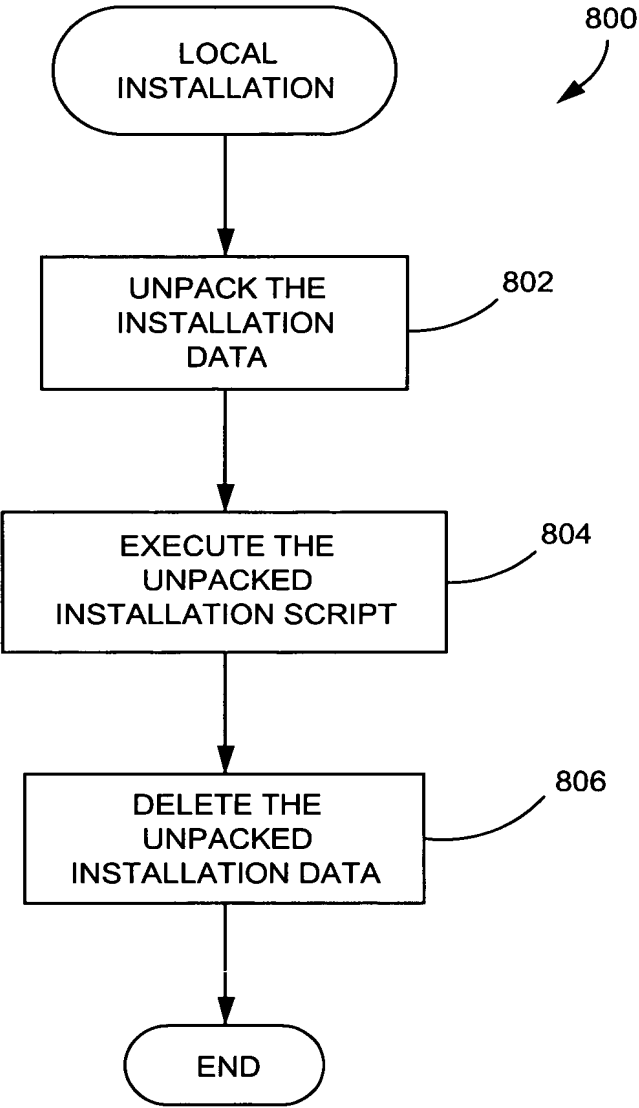 800
LOCAL
INSTALLATION
UNPACK THE
INSTALLATION
DATA
802
EXECUTE THE
UNPACKED
INSTALLATION SCRIPT
804
DELETE THE
UNPACKED
INSTALLATION DATA
806
END